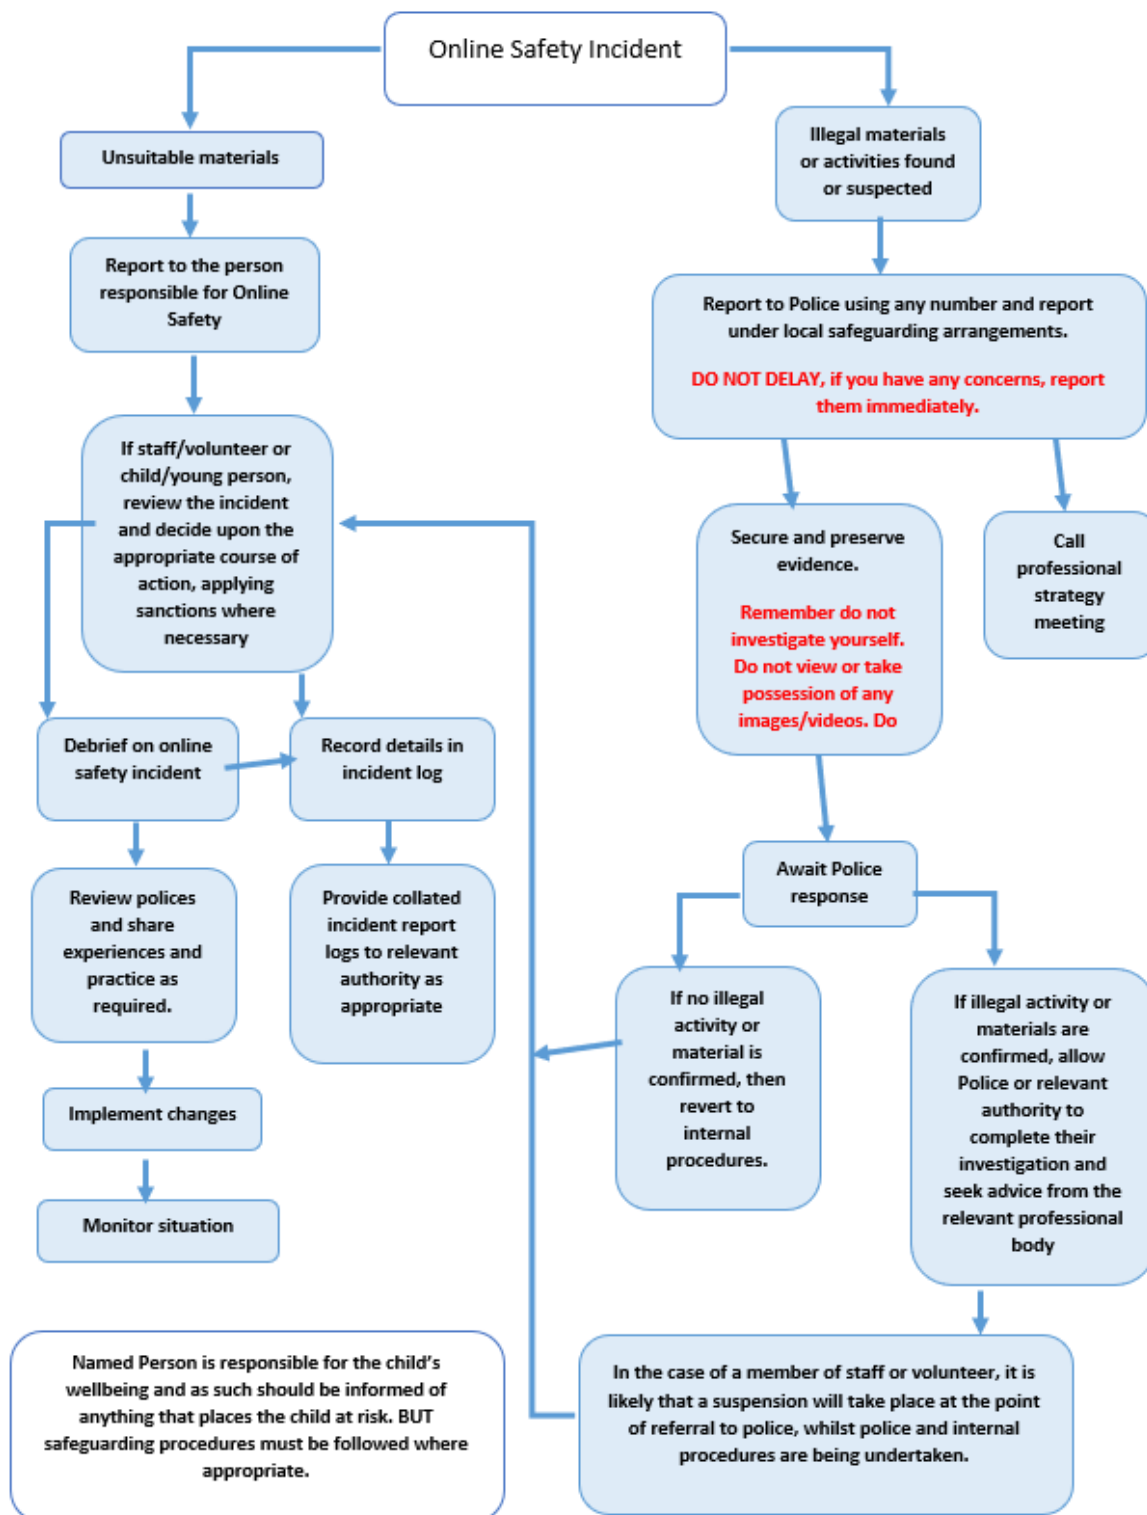 Online Safety Incident
Unsuitable materials
Illegal materials
or activities found
or suspected
Report to the person
responsible for Online
Safety
Report to Police using any number and report
under local safeguarding arrangements.
DO NOT DELAY, if you have any concerns, report
them immediately.
If staff/volunteer or
child/young person,
review the incident
and decide upon the
appropriate course of
action, applying
sanctions where
necessary
Secure and preserve
evidence.
Remember do not
investigate yourself.
Do not view or take
possession of any
images/videos. Do
Call
professional
strategy
meeting
Debrief on online
safety incident
Record details in
incident log
Review polices
and share
experiences and
practice as
required.
Provide collated
incident report
logs to relevant
authority as
appropriate
Await Police
response
If no illegal
activity or
material is
confirmed, then
revert to
internal
procedures.
If illegal activity or
materials are
confirmed, allow
Police or relevant
authority to
complete their
investigation and
seek advice from the
relevant professional
body
Implement changes
Monitor situation
Named Person is responsible for the child's
wellbeing and as such should be informed of
anything that places the child at risk. BUT
safeguarding procedures must be followed where
appropriate.
In the case of a member of staff or volunteer, it is
likely that a suspension will take place at the point
of referral to police, whilst police and internal
procedures are being undertaken.